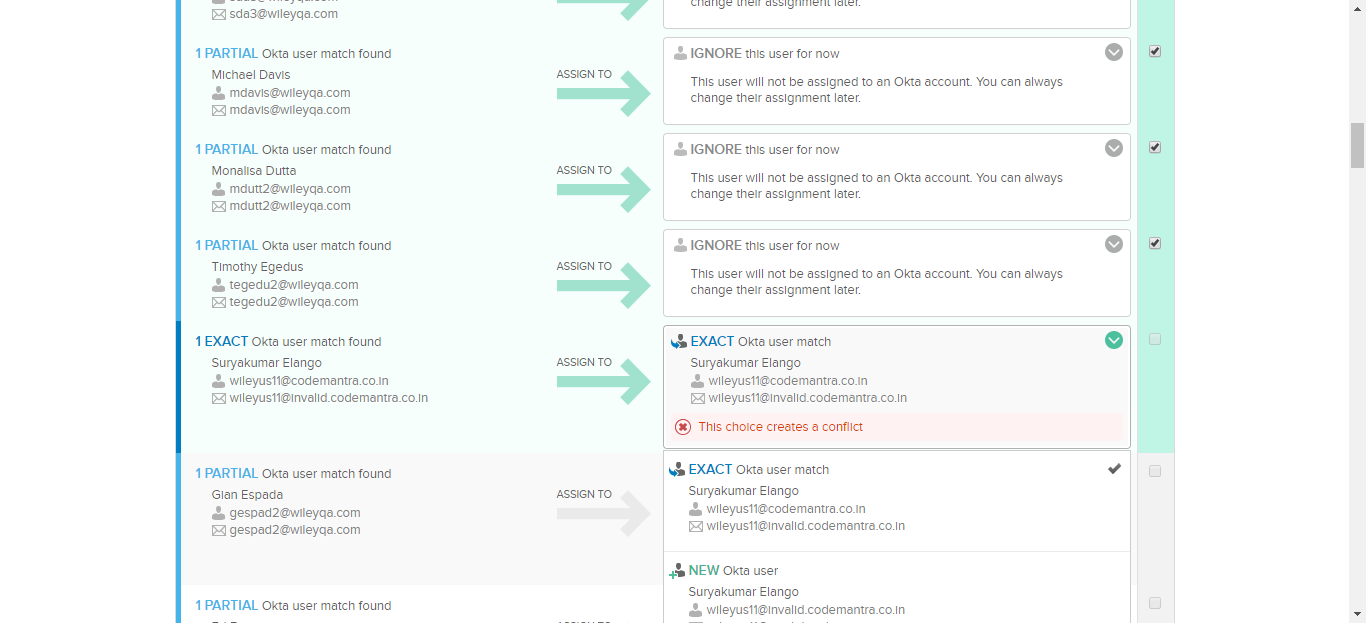 sda3@wileyqa.com
change their assignment later.
1 PARTIAL Okta user match found
Michael Davis
mdavis@wileyqa.com
mdavis@wileyqa.com
ASSIGN TO
IGNORE this user for now
This user will not be assigned to an Okta account. You can always
change their assignment later.
1 PARTIAL Okta user match found
Monalisa Dutta
mdutt2@wileyqa.com
mdutt2@wileyqa.com
ASSIGN TO
IGNORE this user for now
This user will not be assigned to an Okta account. You can always
change their assignment later.
1 PARTIAL Okta user match found
Timothy Egedus
tegedu2@wileyqa.com
tegedu2@wileyqa.com
ASSIGN TO
IGNORE this user for now
This user will not be assigned to an Okta account. You can always
change their assignment later.
1 EXACT Okta user match found
Suryakumar Elango
wileyus11@codemantra.co.in
wileyus11@invalid.codemantra.co.in
ASSIGN TO
EXACT Okta user match
Suryakumar Elango
wileyus11@codemantra.co.in
wileyus11@invalid.codemantra.co.in
This choice creates a conflict
1 PARTIAL Okta user match found
Gian Espada
gespad2@wileyqa.com
gespad2@wileyqa.com
ASSIGN TO
EXACT Okta user match
Suryakumar Elango
wileyus11@codemantra.co.in
wileyus11@invalid.codemantra.co.in
NEW Okta user
Suryakumar Elango
wileyus11@invalid.codemantra.co.in
1 PARTIAL Okta user match found